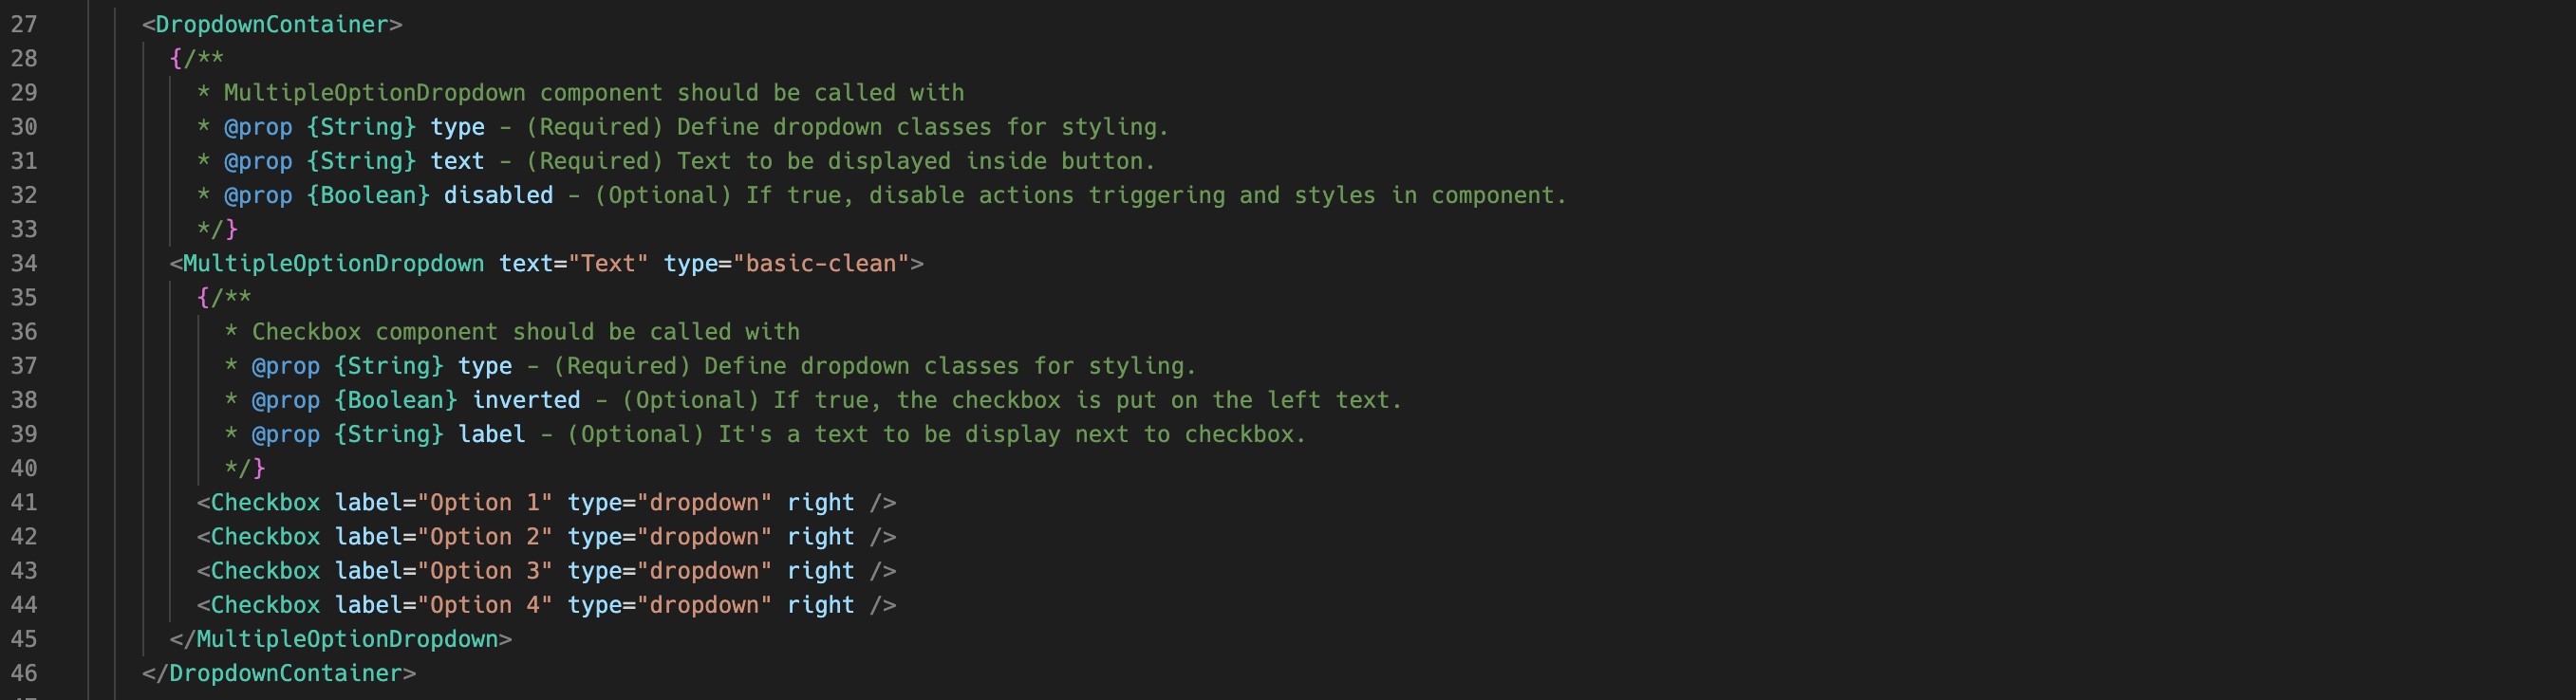 27 <DropdownContainer>
28 {/**
29 * MultipleOptionDropdown component should be called with
30 * @prop {String} type - (Required) Define dropdown classes for styling.
31 * @prop {String} text - (Required) Text to be displayed inside button.
32 * @prop {Boolean} disabled - (Optional) If true, disable actions triggering and styles in component.
33 */}
34 <MultipleOptionDropdown text="Text" type="basic-clean">
35 {/**
36 * Checkbox component should be called with
37 * @prop {String} type - (Required) Define dropdown classes for styling.
38 * @prop {Boolean} inverted - (Optional) If true, the checkbox is put on the left text.
39 * @prop {String} label - (Optional) It's a text to be display next to checkbox.
40 */}
41 <Checkbox label="Option 1" type="dropdown" right />
42 <Checkbox label="Option 2" type="dropdown" right />
43 <Checkbox label="Option 3" type="dropdown" right />
44 <Checkbox label="Option 4" type="dropdown" right />
45 </MultipleOptionDropdown>
46 </DropdownContainer>